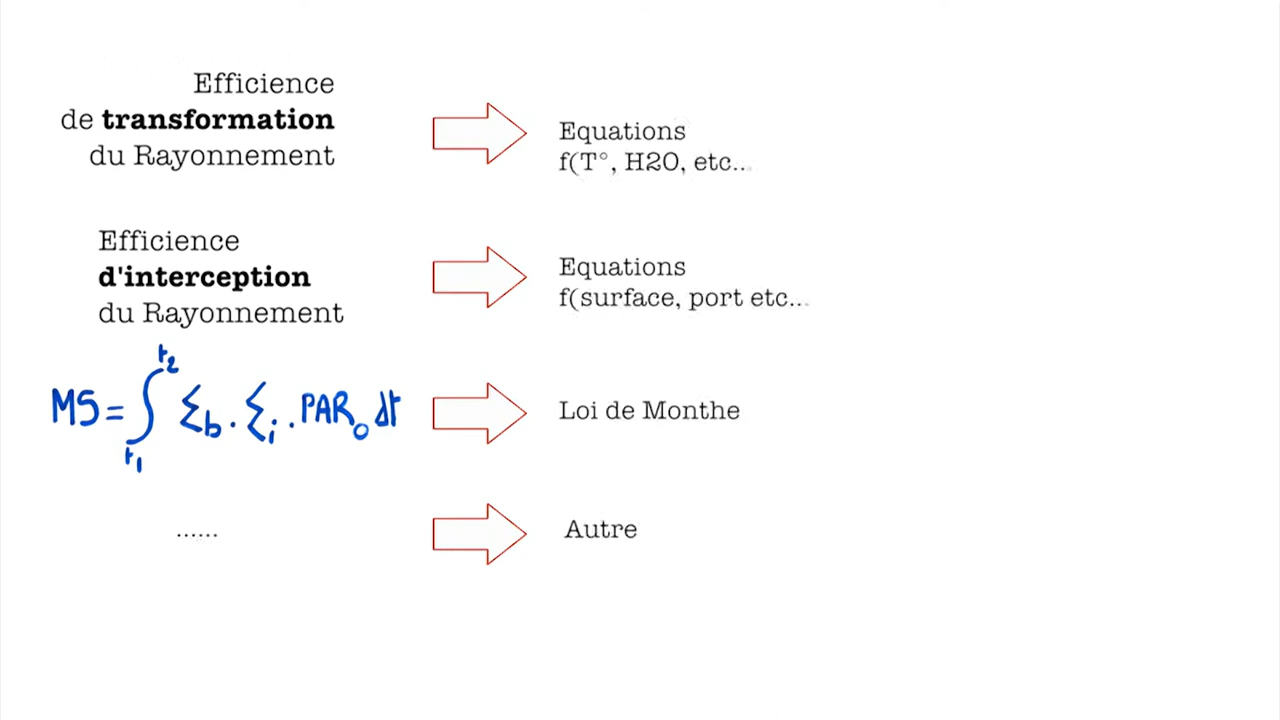 Efficience
de transformation
du Rayonnement
Equations
f(T°, H2O, etc...
Efficience
d'interception
du Rayonnement
Equations
f(surface, port etc...
t2
MS = ∫ Σb . Σi . PAR0 dt
t1
Loi de Monthe
......
Autre